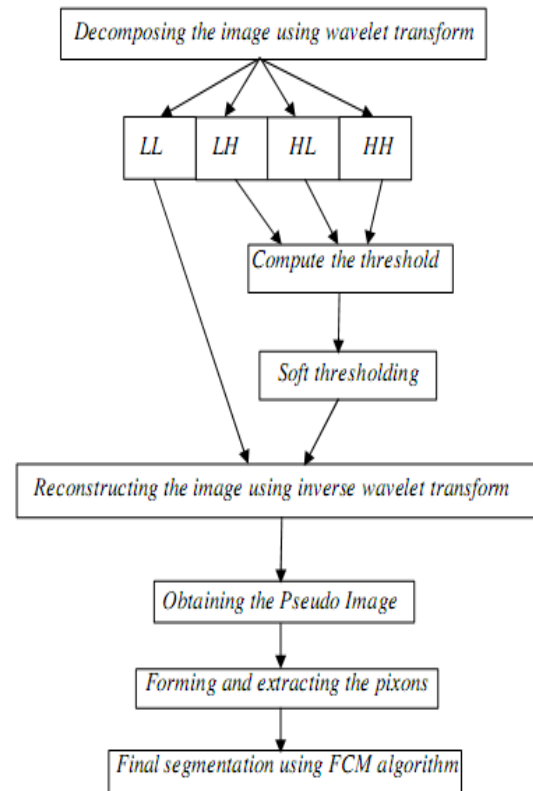 Decomposing the image using wavelet transform
LL LH HL HH
Compute the threshold
Soft thresholding
Reconstructing the image using inverse wavelet transform
Obtaining the Pseudo Image
Forming and extracting the pixons
Final segmentation using FCM algorithm